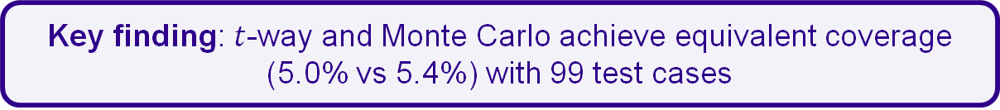 Key finding: t-way and Monte Carlo achieve equivalent coverage
(5.0% vs 5.4%) with 99 test cases